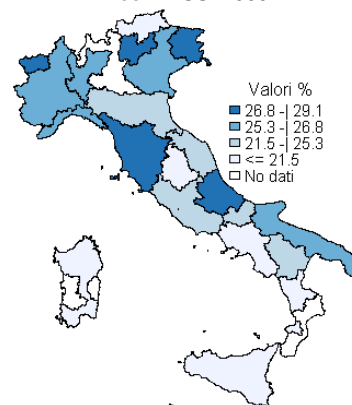 Valori %
26.8 -| 29.1
25.3 -| 26.8
21.5 -| 25.3
<= 21.5
No dati